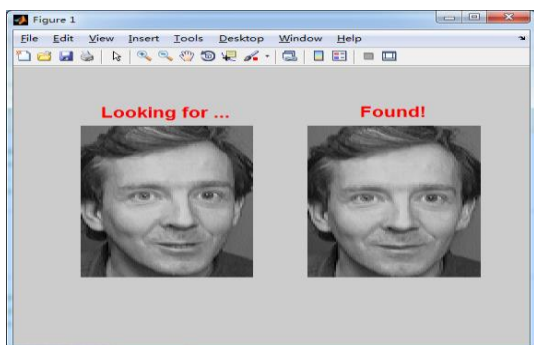 Figure 1
File Edit View Insert Tools Desktop Window Help
Looking for ... Found!